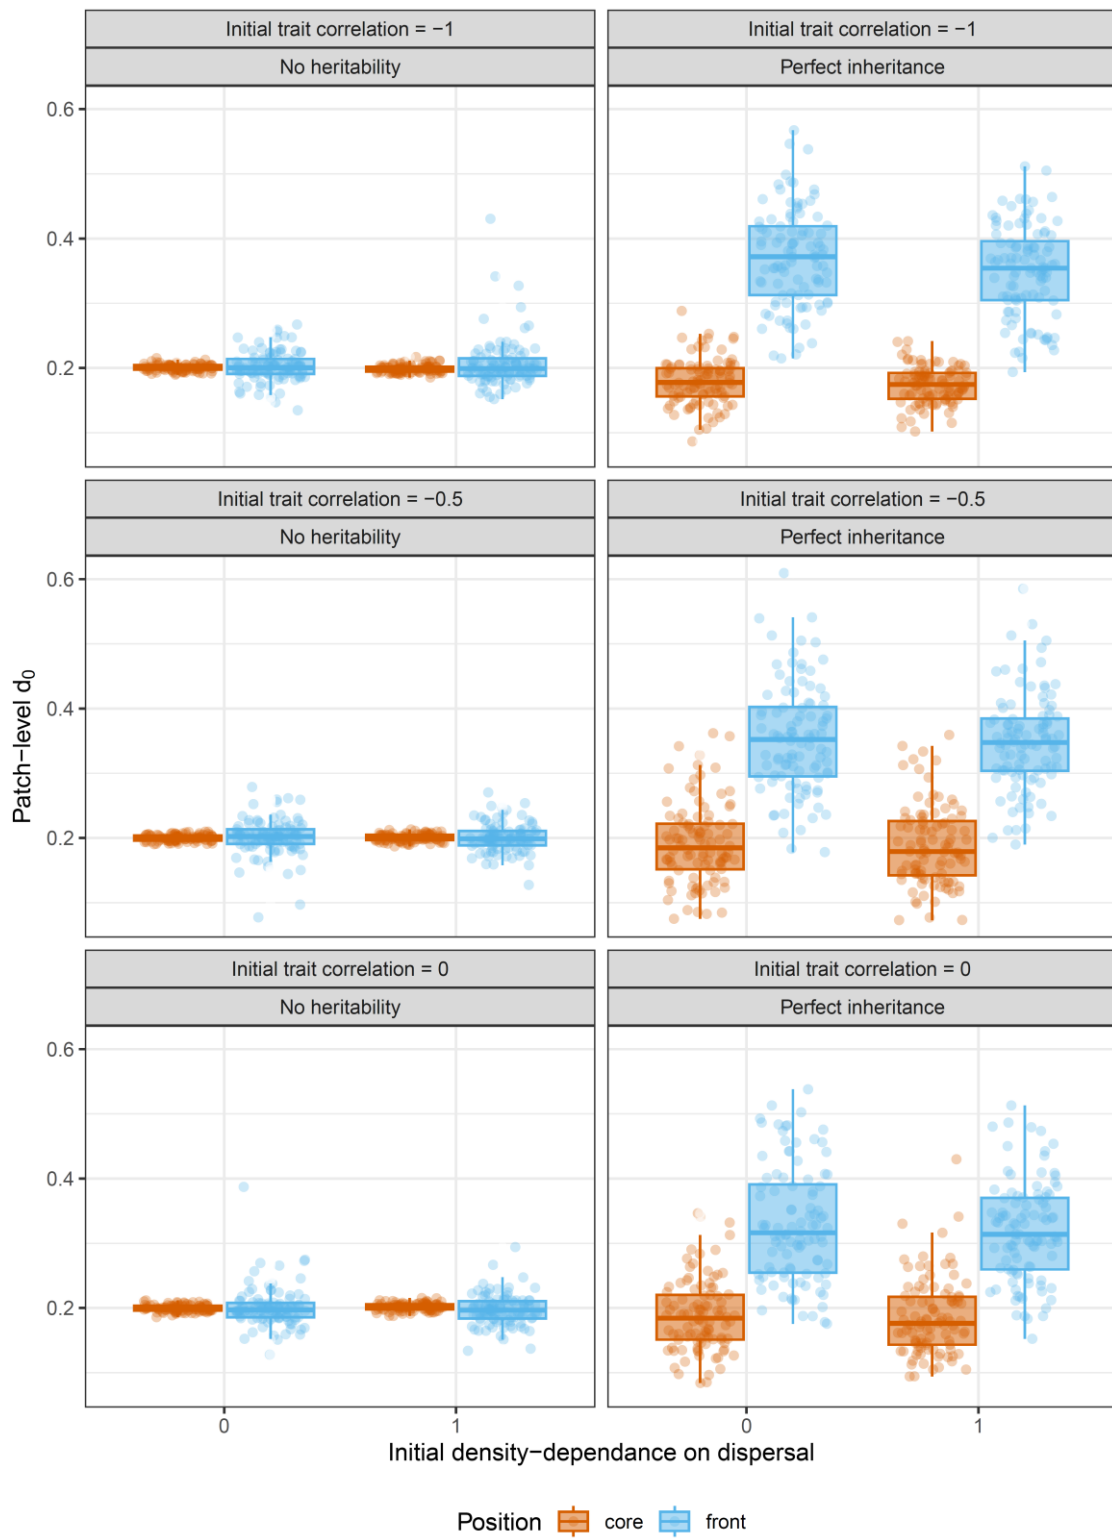 Initial trait correlation = −1
Initial trait correlation = −1
No heritability
Perfect inheritance
0.6
0.4
0.2
Initial trait correlation = −0.5
Initial trait correlation = −0.5
No heritability
Perfect inheritance
0.6
0.4
0.2
Patch−level d0
Initial trait correlation = 0
Initial trait correlation = 0
No heritability
Perfect inheritance
0.6
0.4
0.2
0 1 0 1
Initial density−dependance on dispersal
Position core front